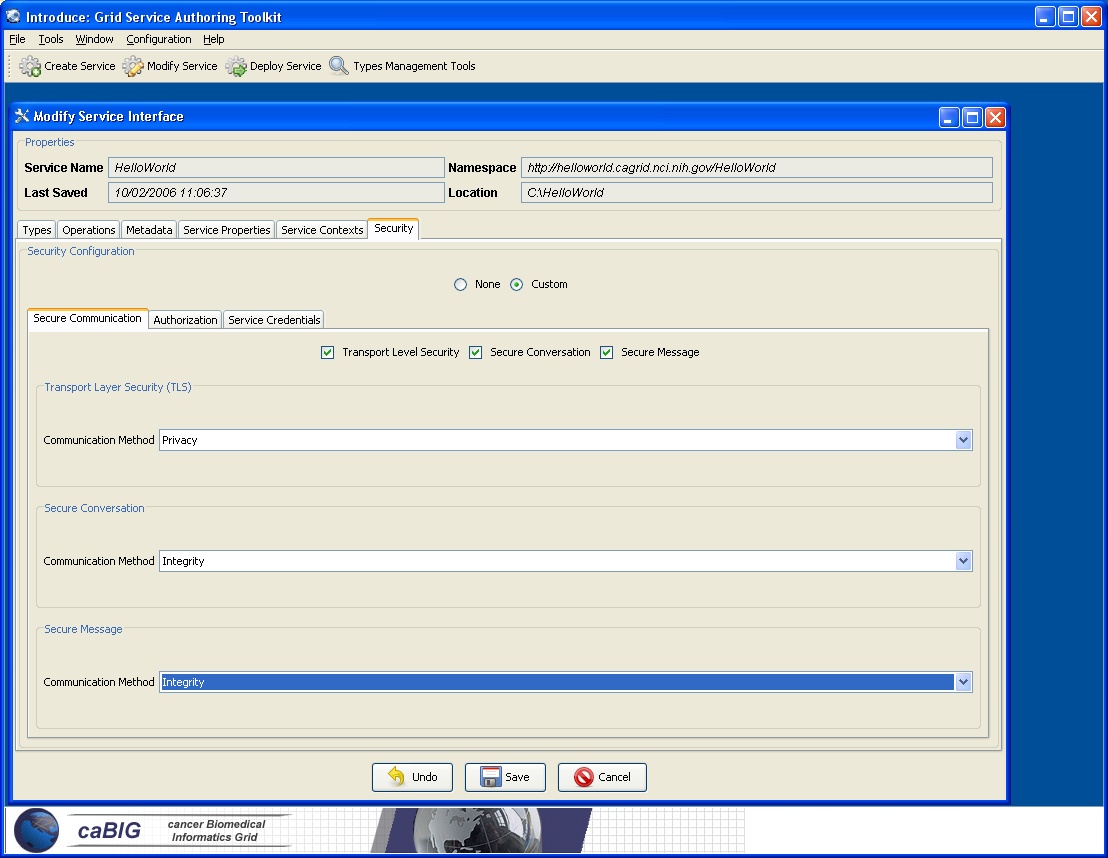 Introduce: Grid Service Authoring Toolkit
File Tools Window Configuration Help
Create Service Modify Service Deploy Service Types Management Tools
Modify Service Interface
Properties
Service Name HelloWorld Namespace http://helloworld.cagrid.nci.nih.gov/HelloWorld
Last Saved 10/02/2006 11:06:37 Location C:\HelloWorld
Types Operations Metadata Service Properties Service Contexts Security
Security Configuration
None Custom
Secure Communication Authorization Service Credentials
Transport Level Security Secure Conversation Secure Message
Transport Layer Security (TLS)
Communication Method Privacy
Secure Conversation
Communication Method Integrity
Secure Message
Communication Method Integrity
Undo Save Cancel
caBIG cancer Biedical
Informatics Grid